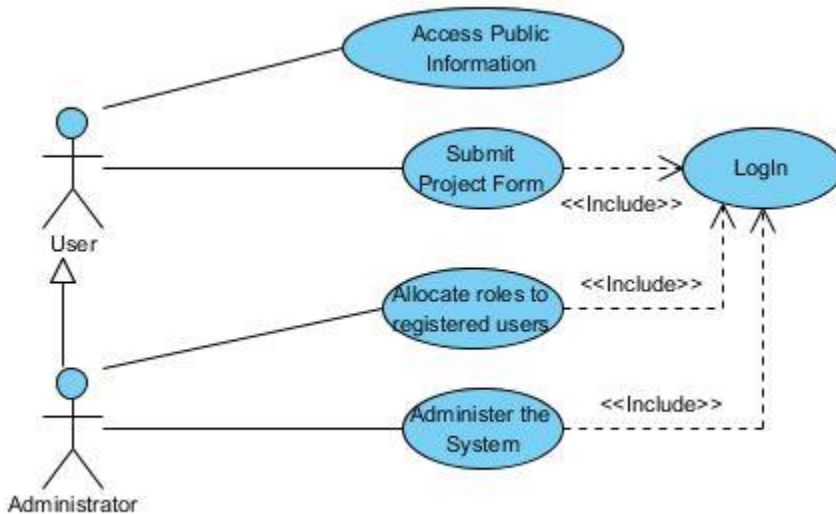 Access Public
Information
Submit
Project Form
LogIn
<<Include>>
User
Allocate roles to
registered users
<<Include>>
Administer the
System
<<Include>>
Administrator